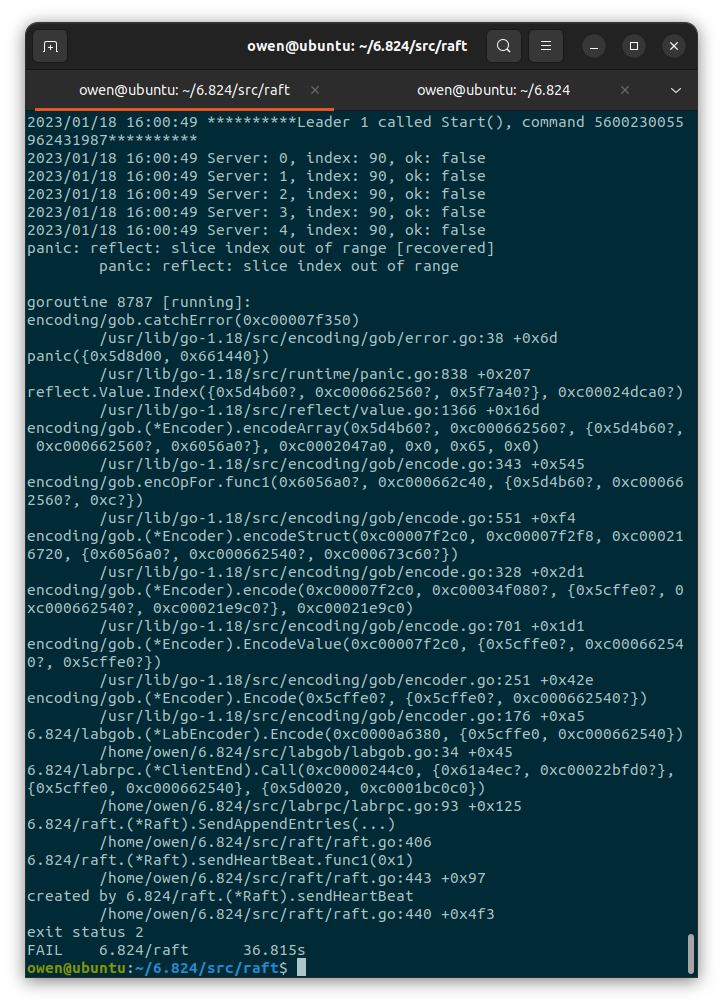 owen@ubuntu: ~/6.824/src/raft
owen@ubuntu: ~/6.824/src/raft
owen@ubuntu: ~/6.824
2023/01/18 16:00:49 **********Leader 1 called Start(), command 5600230055
962431987**********
2023/01/18 16:00:49 Server: 0, index: 90, ok: false
2023/01/18 16:00:49 Server: 1, index: 90, ok: false
2023/01/18 16:00:49 Server: 2, index: 90, ok: false
2023/01/18 16:00:49 Server: 3, index: 90, ok: false
2023/01/18 16:00:49 Server: 4, index: 90, ok: false
panic: reflect: slice index out of range [recovered]
        panic: reflect: slice index out of range

goroutine 8787 [running]:
encoding/gob.catchError(0xc00007f350)
        /usr/lib/go-1.18/src/encoding/gob/error.go:38 +0x6d
panic({0x5d8d00, 0x661440})
        /usr/lib/go-1.18/src/runtime/panic.go:838 +0x207
reflect.Value.Index({0x5d4b60?, 0xc000662560?, 0x5f7a40?}, 0xc00024dca0?)
        /usr/lib/go-1.18/src/reflect/value.go:1366 +0x16d
encoding/gob.(*Encoder).encodeArray(0x5d4b60?, 0xc000662560?, {0x5d4b60?,
 0xc000662560?, 0x6056a0?}, 0xc0002047a0, 0x0, 0x65, 0x0)
        /usr/lib/go-1.18/src/encoding/gob/encode.go:343 +0x545
encoding/gob.encOpFor.func1(0x6056a0?, 0xc000662c40, {0x5d4b60?, 0xc00066
2560?, 0xc?})
        /usr/lib/go-1.18/src/encoding/gob/encode.go:551 +0xf4
encoding/gob.(*Encoder).encodeStruct(0xc00007f2c0, 0xc00007f2f8, 0xc00021
6720, {0x6056a0?, 0xc000662540?, 0xc000673c60?})
        /usr/lib/go-1.18/src/encoding/gob/encode.go:328 +0x2d1
encoding/gob.(*Encoder).encode(0xc00007f2c0, 0xc00034f080?, {0x5cffe0?, 0
xc000662540?, 0xc00021e9c0?}, 0xc00021e9c0)
        /usr/lib/go-1.18/src/encoding/gob/encode.go:701 +0x1d1
encoding/gob.(*Encoder).EncodeValue(0xc00007f2c0, {0x5cffe0?, 0xc00066254
0?, 0x5cffe0?})
        /usr/lib/go-1.18/src/encoding/gob/encoder.go:251 +0x42e
encoding/gob.(*Encoder).Encode(0x5cffe0?, {0x5cffe0?, 0xc000662540?})
        /usr/lib/go-1.18/src/encoding/gob/encoder.go:176 +0xa5
6.824/labgob.(*LabEncoder).Encode(0xc0000a6380, {0x5cffe0, 0xc000662540})
        /home/owen/6.824/src/labgob/labgob.go:34 +0x45
6.824/labrpc.(*ClientEnd).Call(0xc0000244c0, {0x61a4ec?, 0xc00022bfd0?},
{0x5cffe0, 0xc000662540}, {0x5d0020, 0xc0001bc0c0})
        /home/owen/6.824/src/labrpc/labrpc.go:93 +0x125
6.824/raft.(*Raft).SendAppendEntries(...)
        /home/owen/6.824/src/raft/raft.go:406
6.824/raft.(*Raft).sendHeartBeat.func1(0x1)
        /home/owen/6.824/src/raft/raft.go:443 +0x97
created by 6.824/raft.(*Raft).sendHeartBeat
        /home/owen/6.824/src/raft/raft.go:440 +0x4f3
exit status 2
FAIL    6.824/raft      36.815s
owen@ubuntu:~/6.824/src/raft$